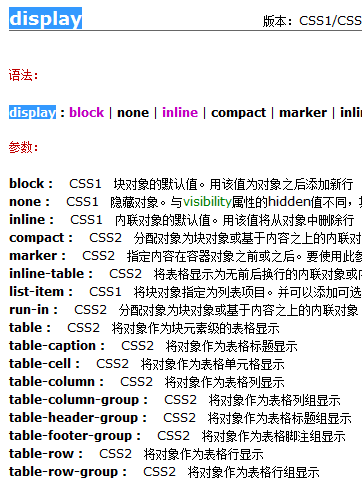 display 版本：CSS1/CSS
语法：
display : block | none | inline | compact | marker | inlin
参数：
block： CSS1 块对象的默认值。用该值为对象之后添加新行
none： CSS1 隐藏对象。与visibility属性的hidden值不同，
inline： CSS1 内联对象的默认值。用该值将从对象中删除行
compact： CSS2 分配对象为块对象或基于内容之上的内联对
marker： CSS2 指定内容在容器对象之前或之后。要使用此参
inline-table： CSS2 将表格显示为无前后换行的内联对象或内
list-item： CSS1 将块对象指定为列表项目。并可以添加可选
run-in： CSS2 分配对象为块对象或基于内容之上的内联对象
table： CSS2 将对象作为块元素级的表格显示
table-caption： CSS2 将对象作为表格标题显示
table-cell： CSS2 将对象作为表格单元格显示
table-column： CSS2 将对象作为表格列显示
table-column-group： CSS2 将对象作为表格列组显示
table-header-group： CSS2 将对象作为表格标题组显示
table-footer-group： CSS2 将对象作为表格脚注组显示
table-row： CSS2 将对象作为表格行显示
table-row-group： CSS2 将对象作为表格行组显示